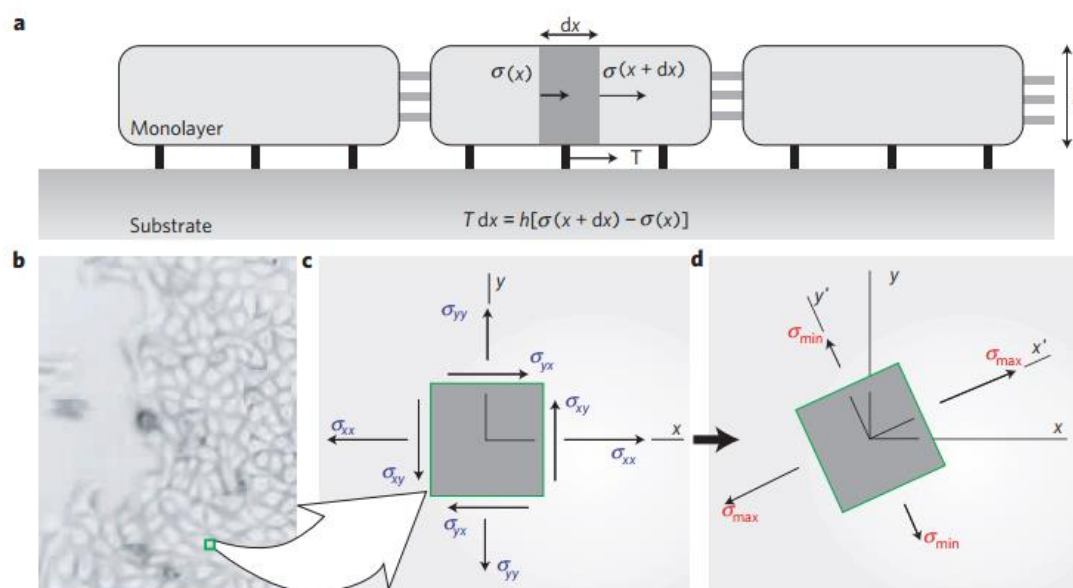 a
dx
σ(x)
σ(x + dx)
Monolayer
T
Substrate
T dx = h[σ(x + dx) − σ(x)]
b
c
y
σyy
σyx
σxy
σxx
x
σxx
σxy
σyx
σyy
d
y
y′
σmin
x′
σmax
x
σmax
σmin